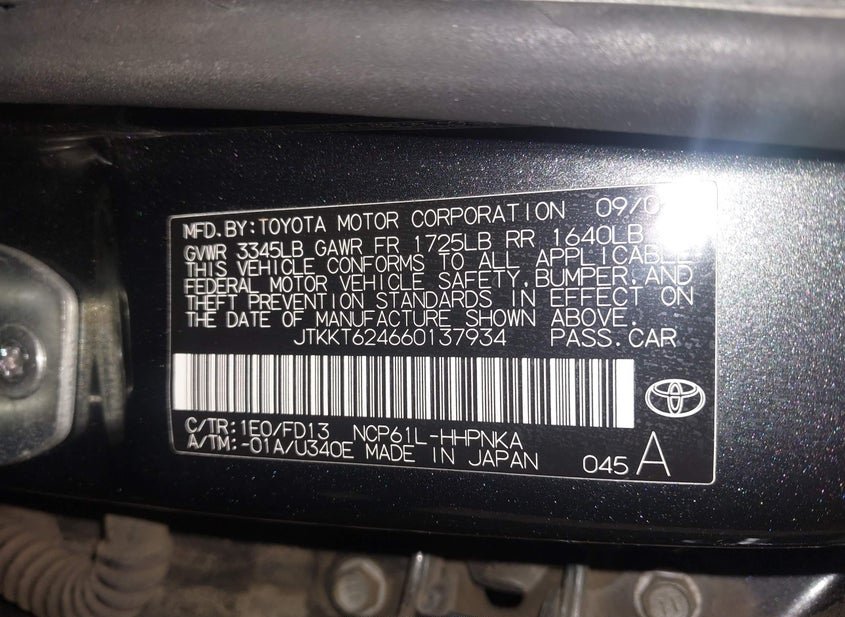 MFD. BY: TOYOTA MOTOR CORPORATION
GVWR 3345LB GAWR FR 1725LB RR 1640LB
THIS VEHICLE CONFORMS TO ALL APPLICABLE
FEDERAL MOTOR VEHICLE SAFETY, BUMPER, AND
THEFT PREVENTION STANDARDS IN EFFECT ON
THE DATE OF MANUFACTURE SHOWN ABOVE.
JTKKT624660137934 PASS. CAR
C/TR: 1E0/FD13 NCP61L-HHPNKA
A/TM: -01A/U340E MADE IN JAPAN 045 A